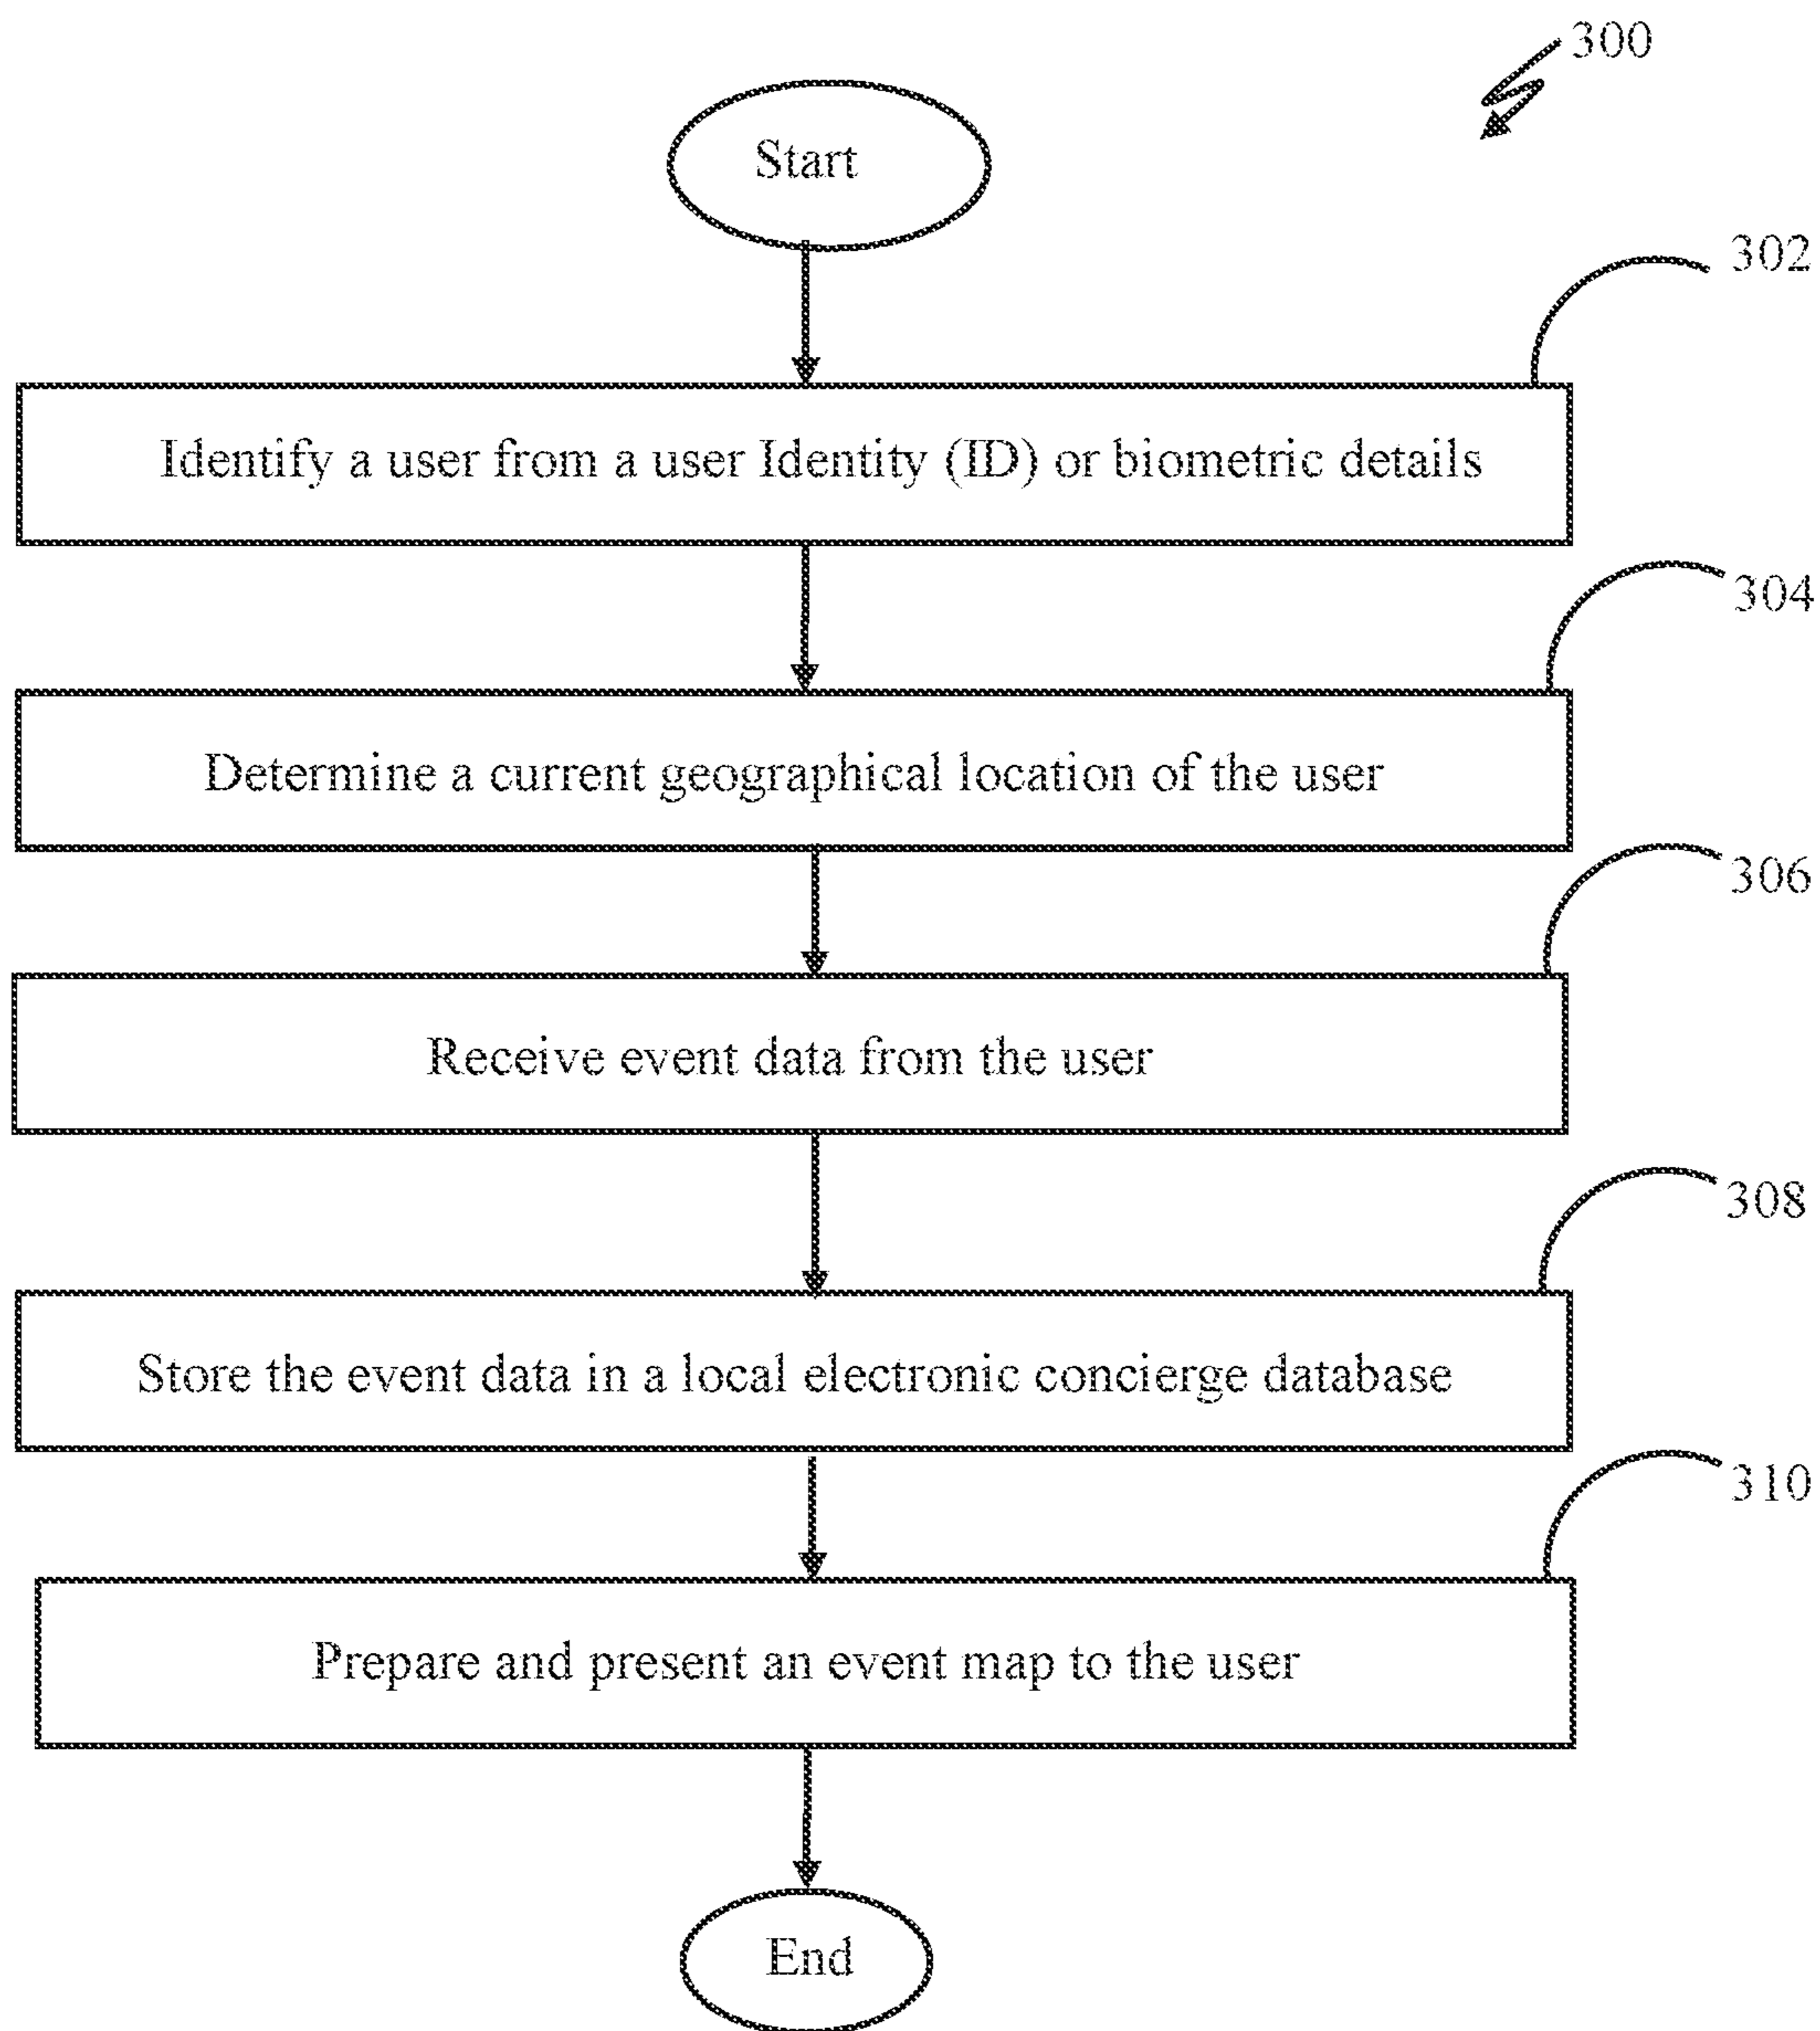 300
Start
302
Identify a user from a user Identity (ID) or biometric details
304
Determine a current geographical location of the user
306
Receive event data from the user
308
Store the event data in a local electronic concierge database
310
Prepare and present an event map to the user
End